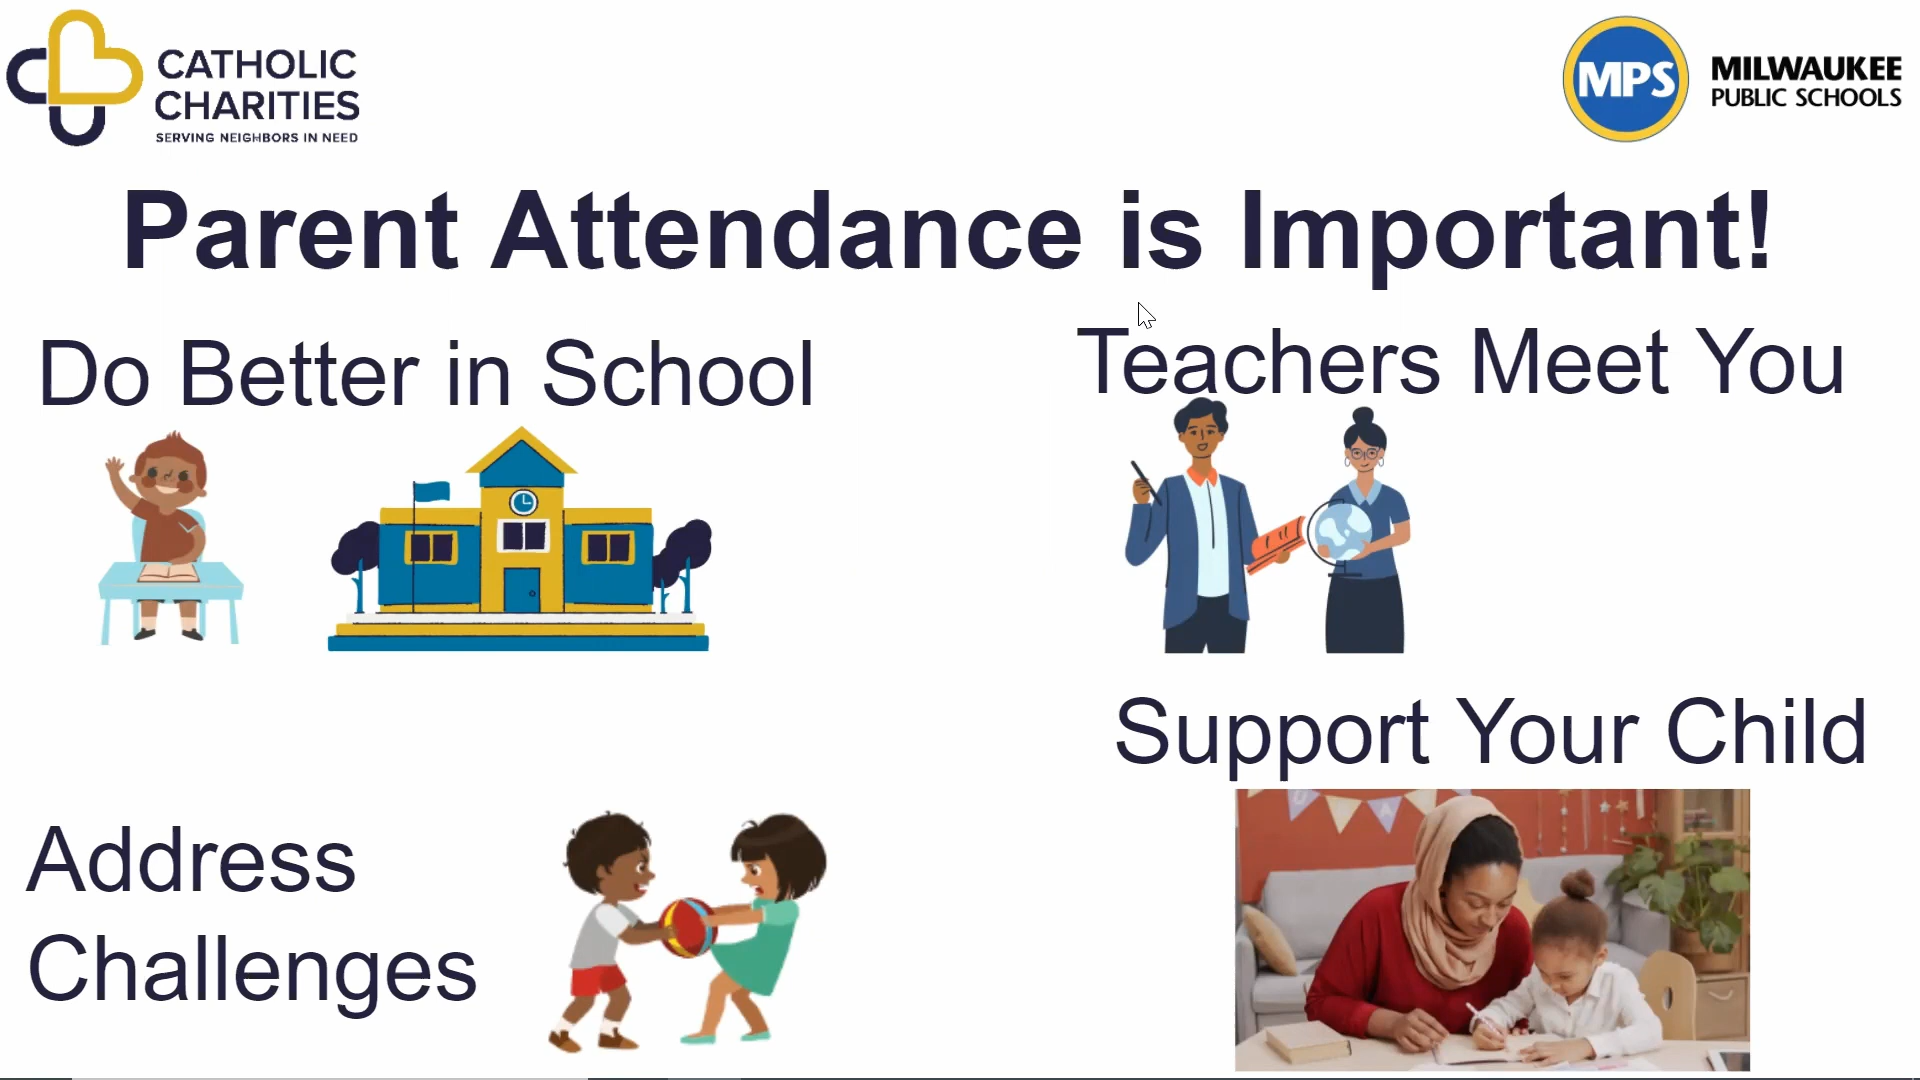 CATHOLIC
CHARITIES
SERVING NEIGHBORS IN NEED
MPS
MILWAUKEE
PUBLIC SCHOOLS
Parent Attendance is Important!
Do Better in School
Teachers Meet You
Support Your Child
Address
Challenges